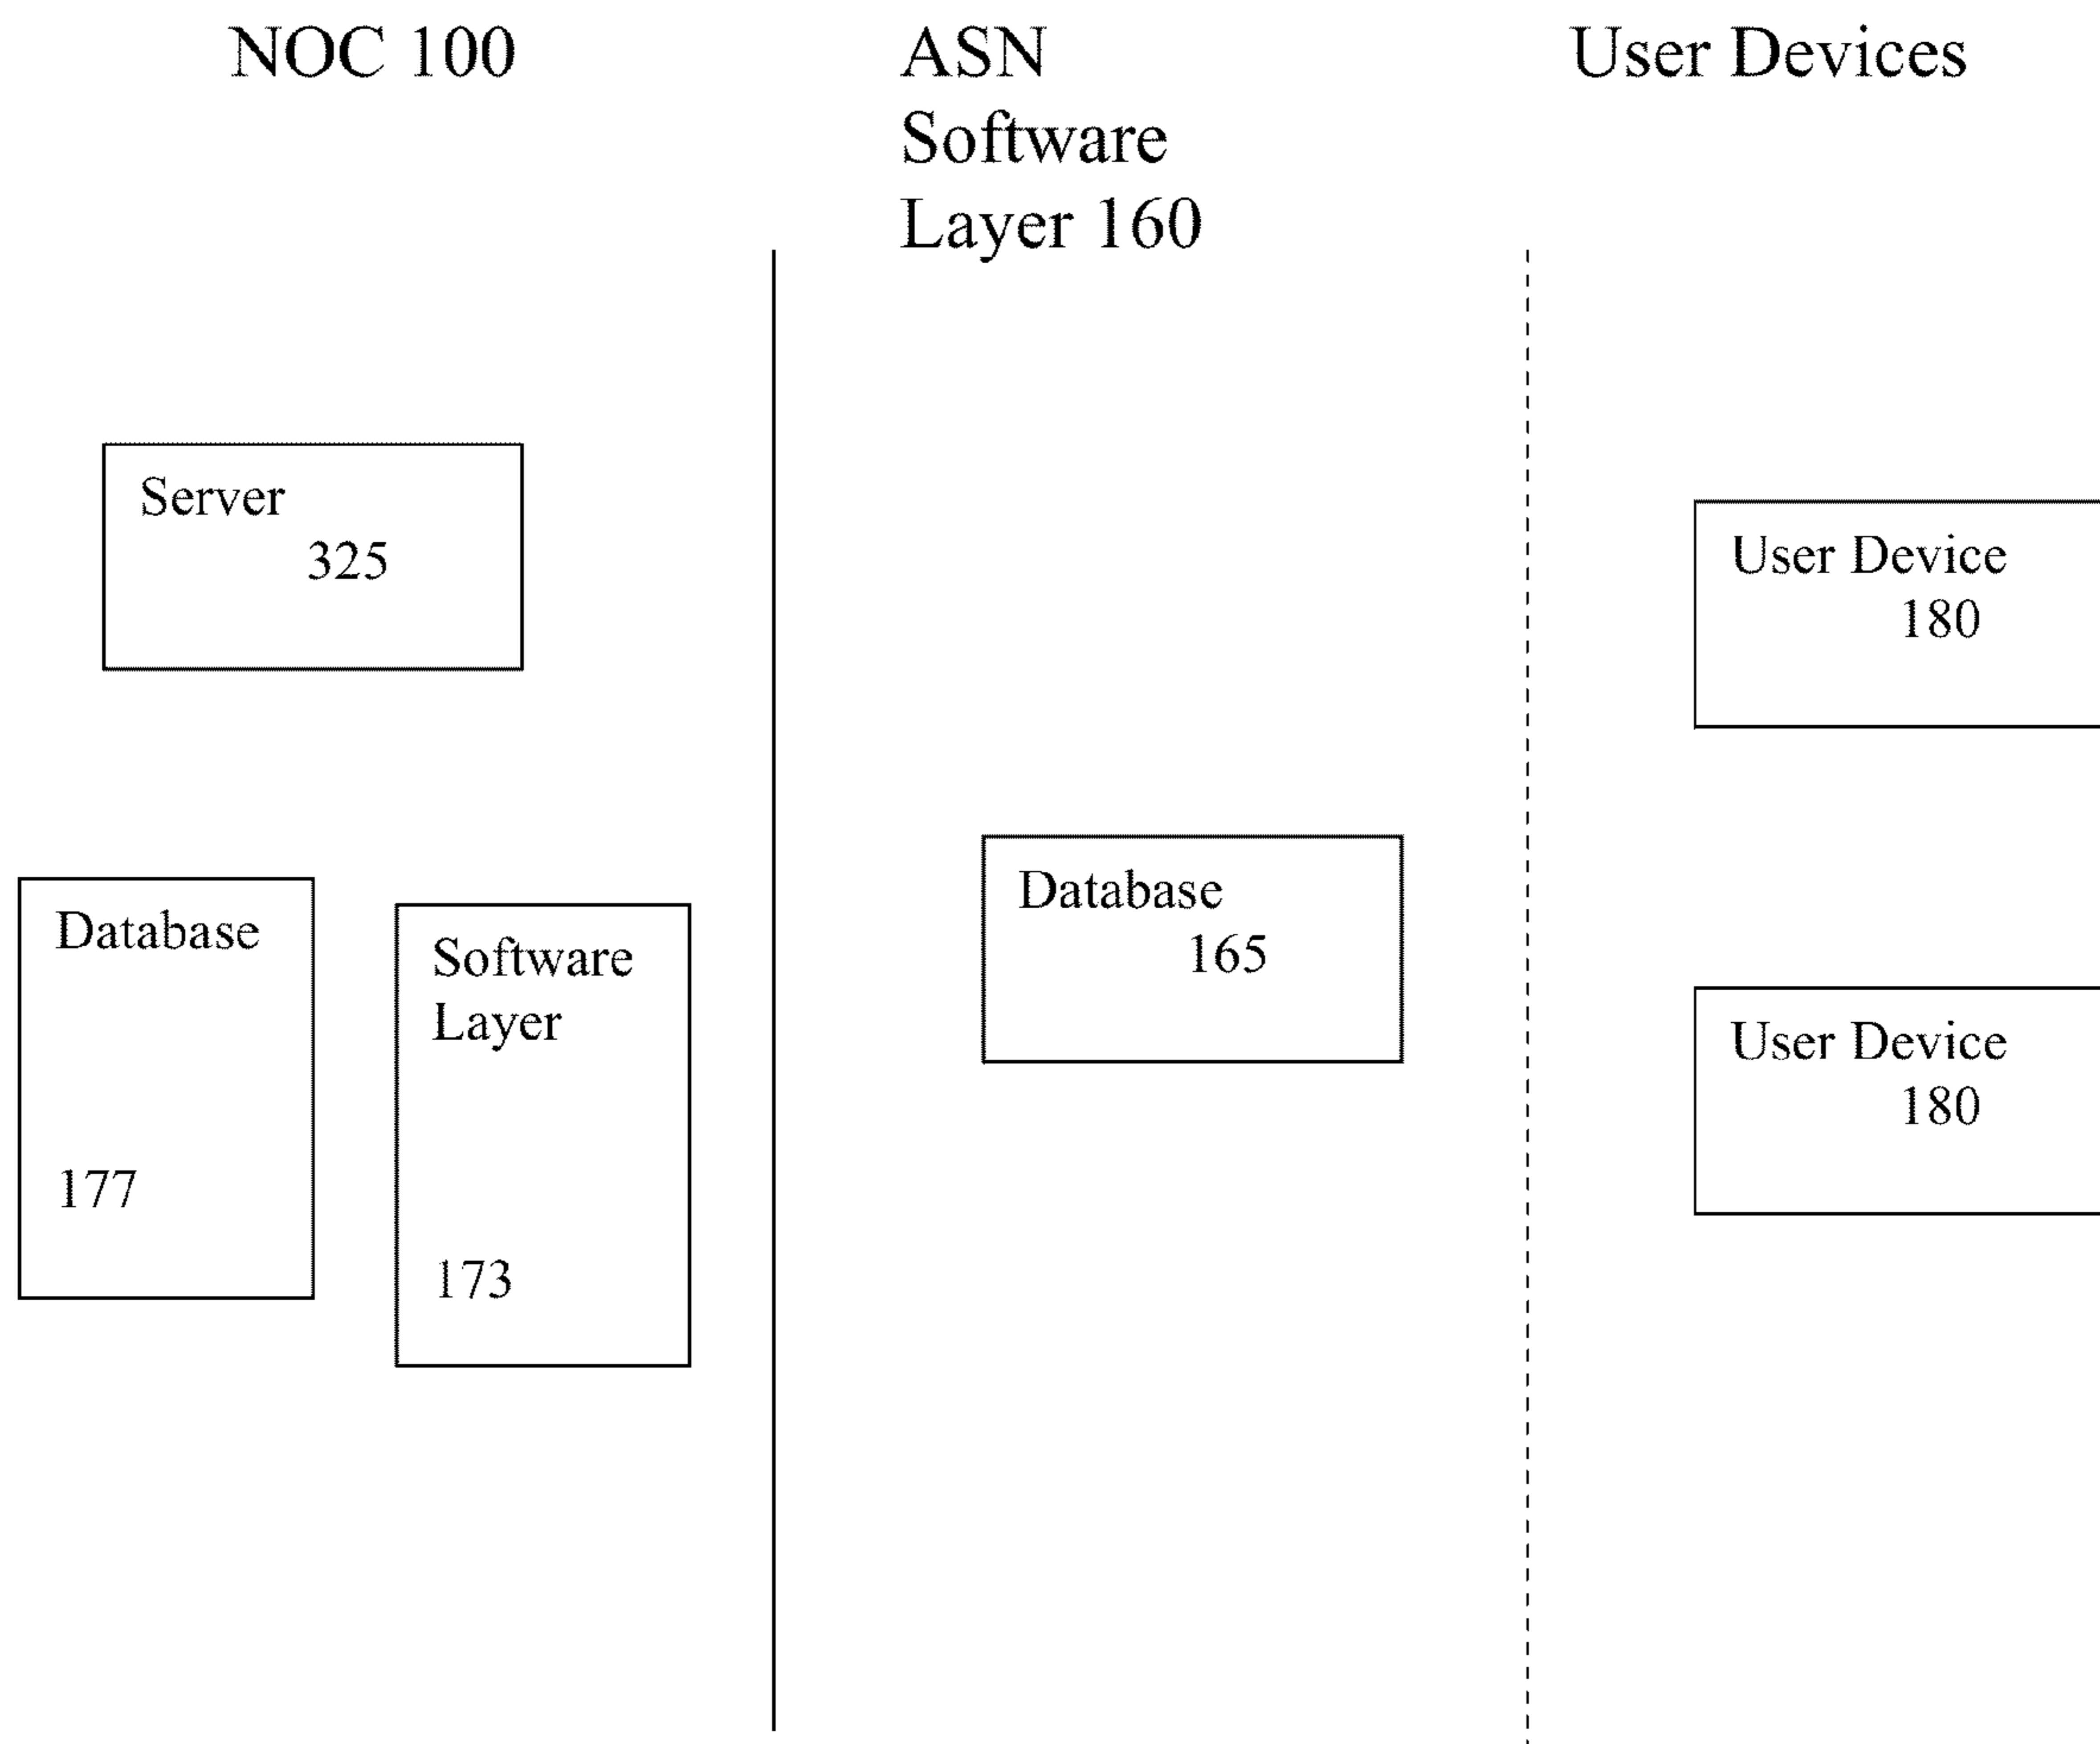 NOC 100
ASN
Software
Layer 160
User Devices
Server
325
Database
177
Software
Layer
173
Database
165
User Device
180
User Device
180